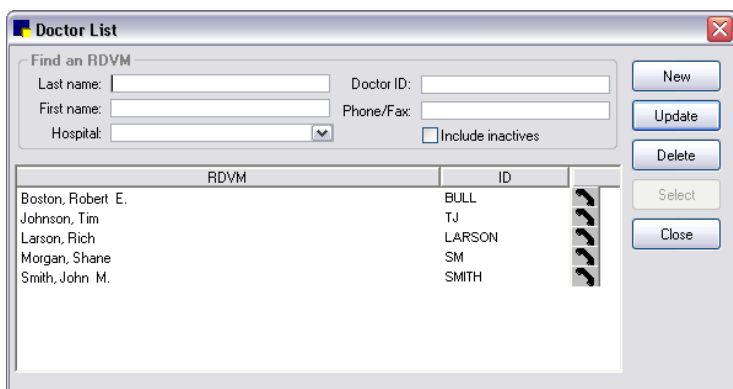 Doctor List
Find an RDVM
Last name: Doctor ID:
First name: Phone/Fax:
Hospital: Include inactives
New
Update
Delete
Select
Close
RDVM ID
Boston, Robert E. BULL
Johnson, Tim TJ
Larson, Rich LARSON
Morgan, Shane SM
Smith, John M. SMITH